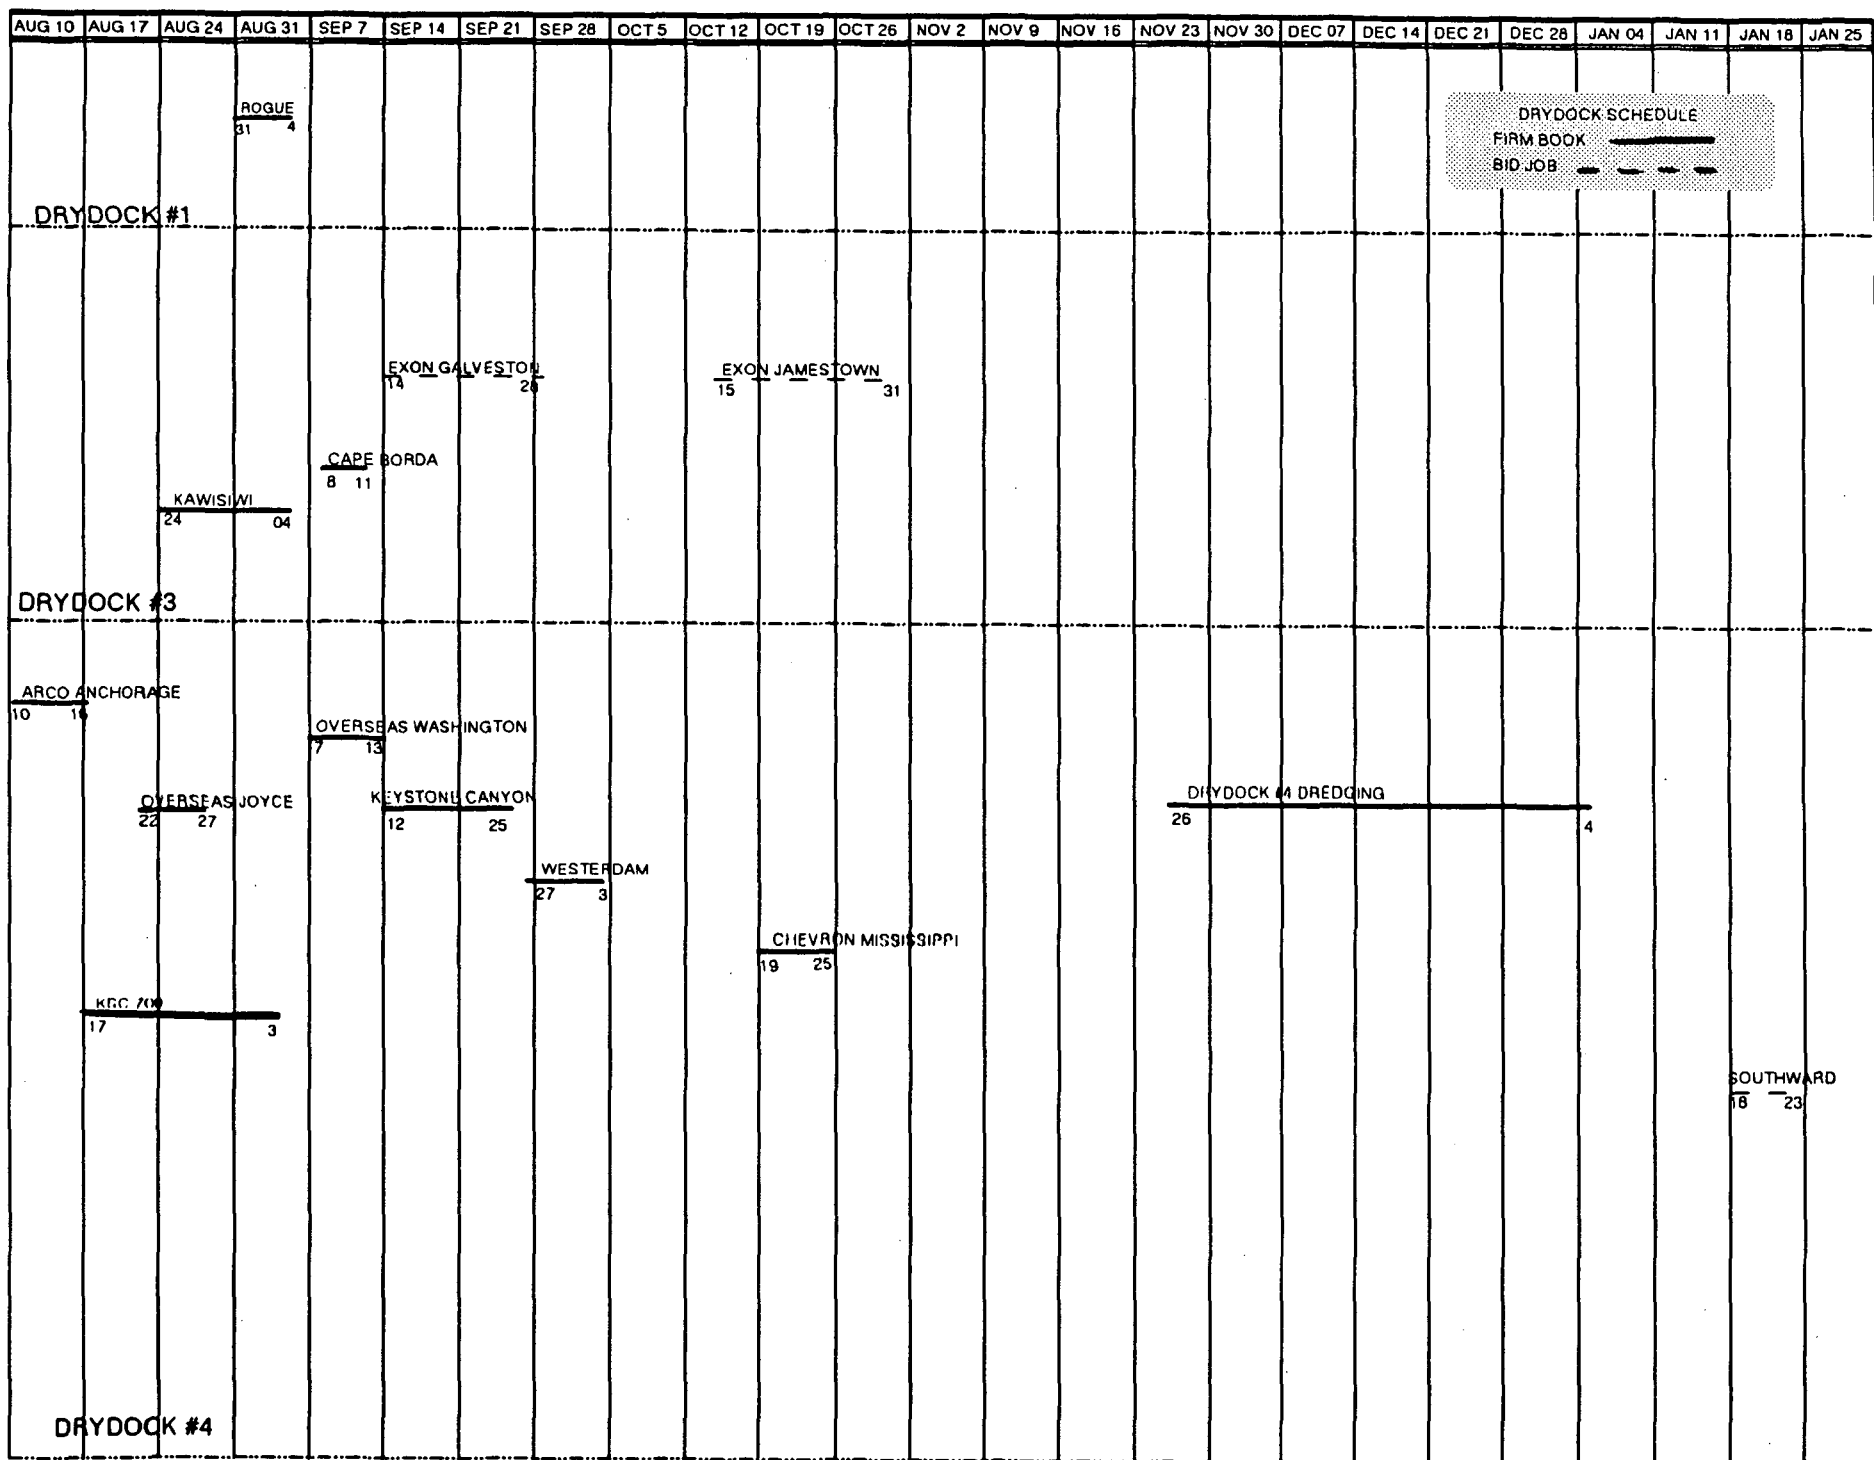 AUG 10 AUG 17 AUG 24 AUG 31 SEP 7 SEP 14 SEP 21 SEP 28 OCT 5 OCT 12 OCT 19 OCT 26 NOV 2 NOV 9 NOV 16 NOV 23 NOV 30 DEC 07 DEC 14 DEC 21 DEC 28 JAN 04 JAN 11 JAN 18 JAN 25
ROGUE
31 4
DRYDOCK SCHEDULE
FIRM BOOK
BID JOB
DRYDOCK #1
EXON GALVESTON
14 28
EXON JAMESTOWN
15 31
CAPE BORDA
8 11
KAWISIWI
24 04
DRYDOCK #3
ARCO ANCHORAGE
10 16
OVERSEAS WASHINGTON
7 13
OVERSEAS JOYCE
22 27
KEYSTONE CANYON
12 25
DRYDOCK #4 DREDGING
26 4
WESTERDAM
27 3
CHEVRON MISSISSIPPI
19 25
17 3
SOUTHWARD
18 23
DRYDOCK #4